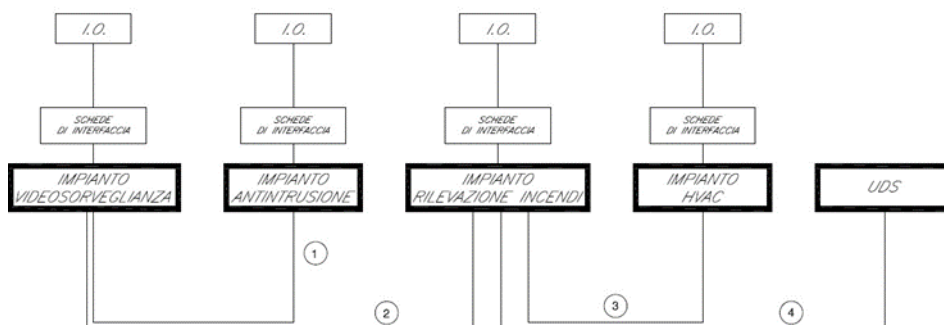 I.O.
I.O.
I.O.
I.O.
SCHEDE
DI INTERFACCIA
SCHEDE
DI INTERFACCIA
SCHEDE
DI INTERFACCIA
SCHEDE
DI INTERFACCIA
IMPIANTO
VIDEOSORVEGLIANZA
IMPIANTO
ANTINTRUSIONE
IMPIANTO
RILEVAZIONE INCENDI
IMPIANTO
HVAC
UDS
1
2
3
4